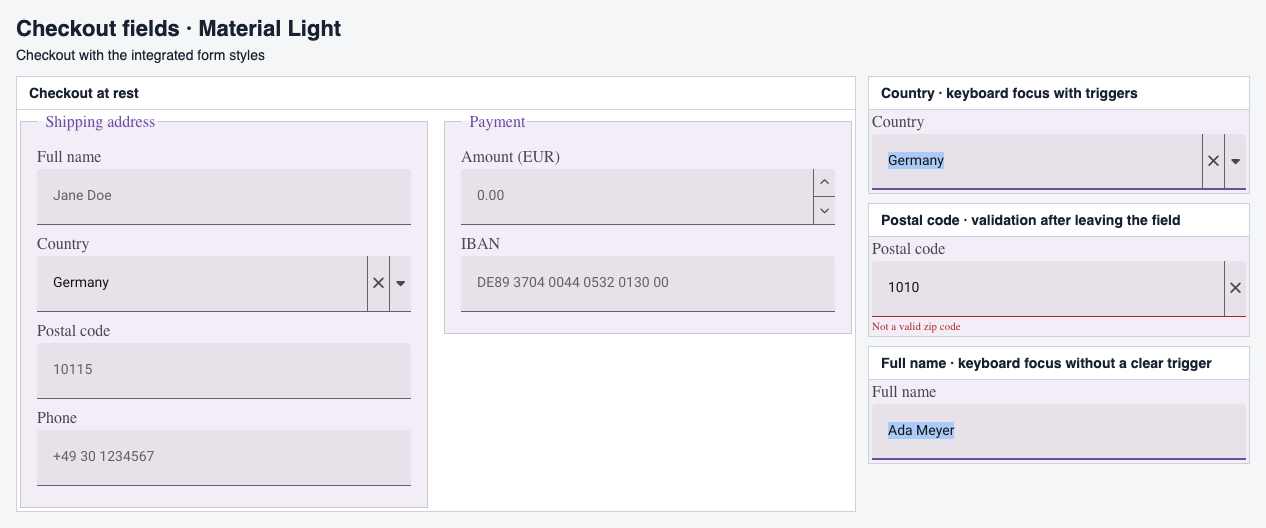 Checkout fields · Material Light
Checkout with the integrated form styles
Checkout at rest
Shipping address
Full name
Jane Doe
Country
Germany
Postal code
10115
Phone
+49 30 1234567
Payment
Amount (EUR)
0.00
IBAN
DE89 3704 0044 0532 0130 00
Country · keyboard focus with triggers
Country
Germany
Postal code · validation after leaving the field
Postal code
1010
Not a valid zip code
Full name · keyboard focus without a clear trigger
Full name
Ada Meyer